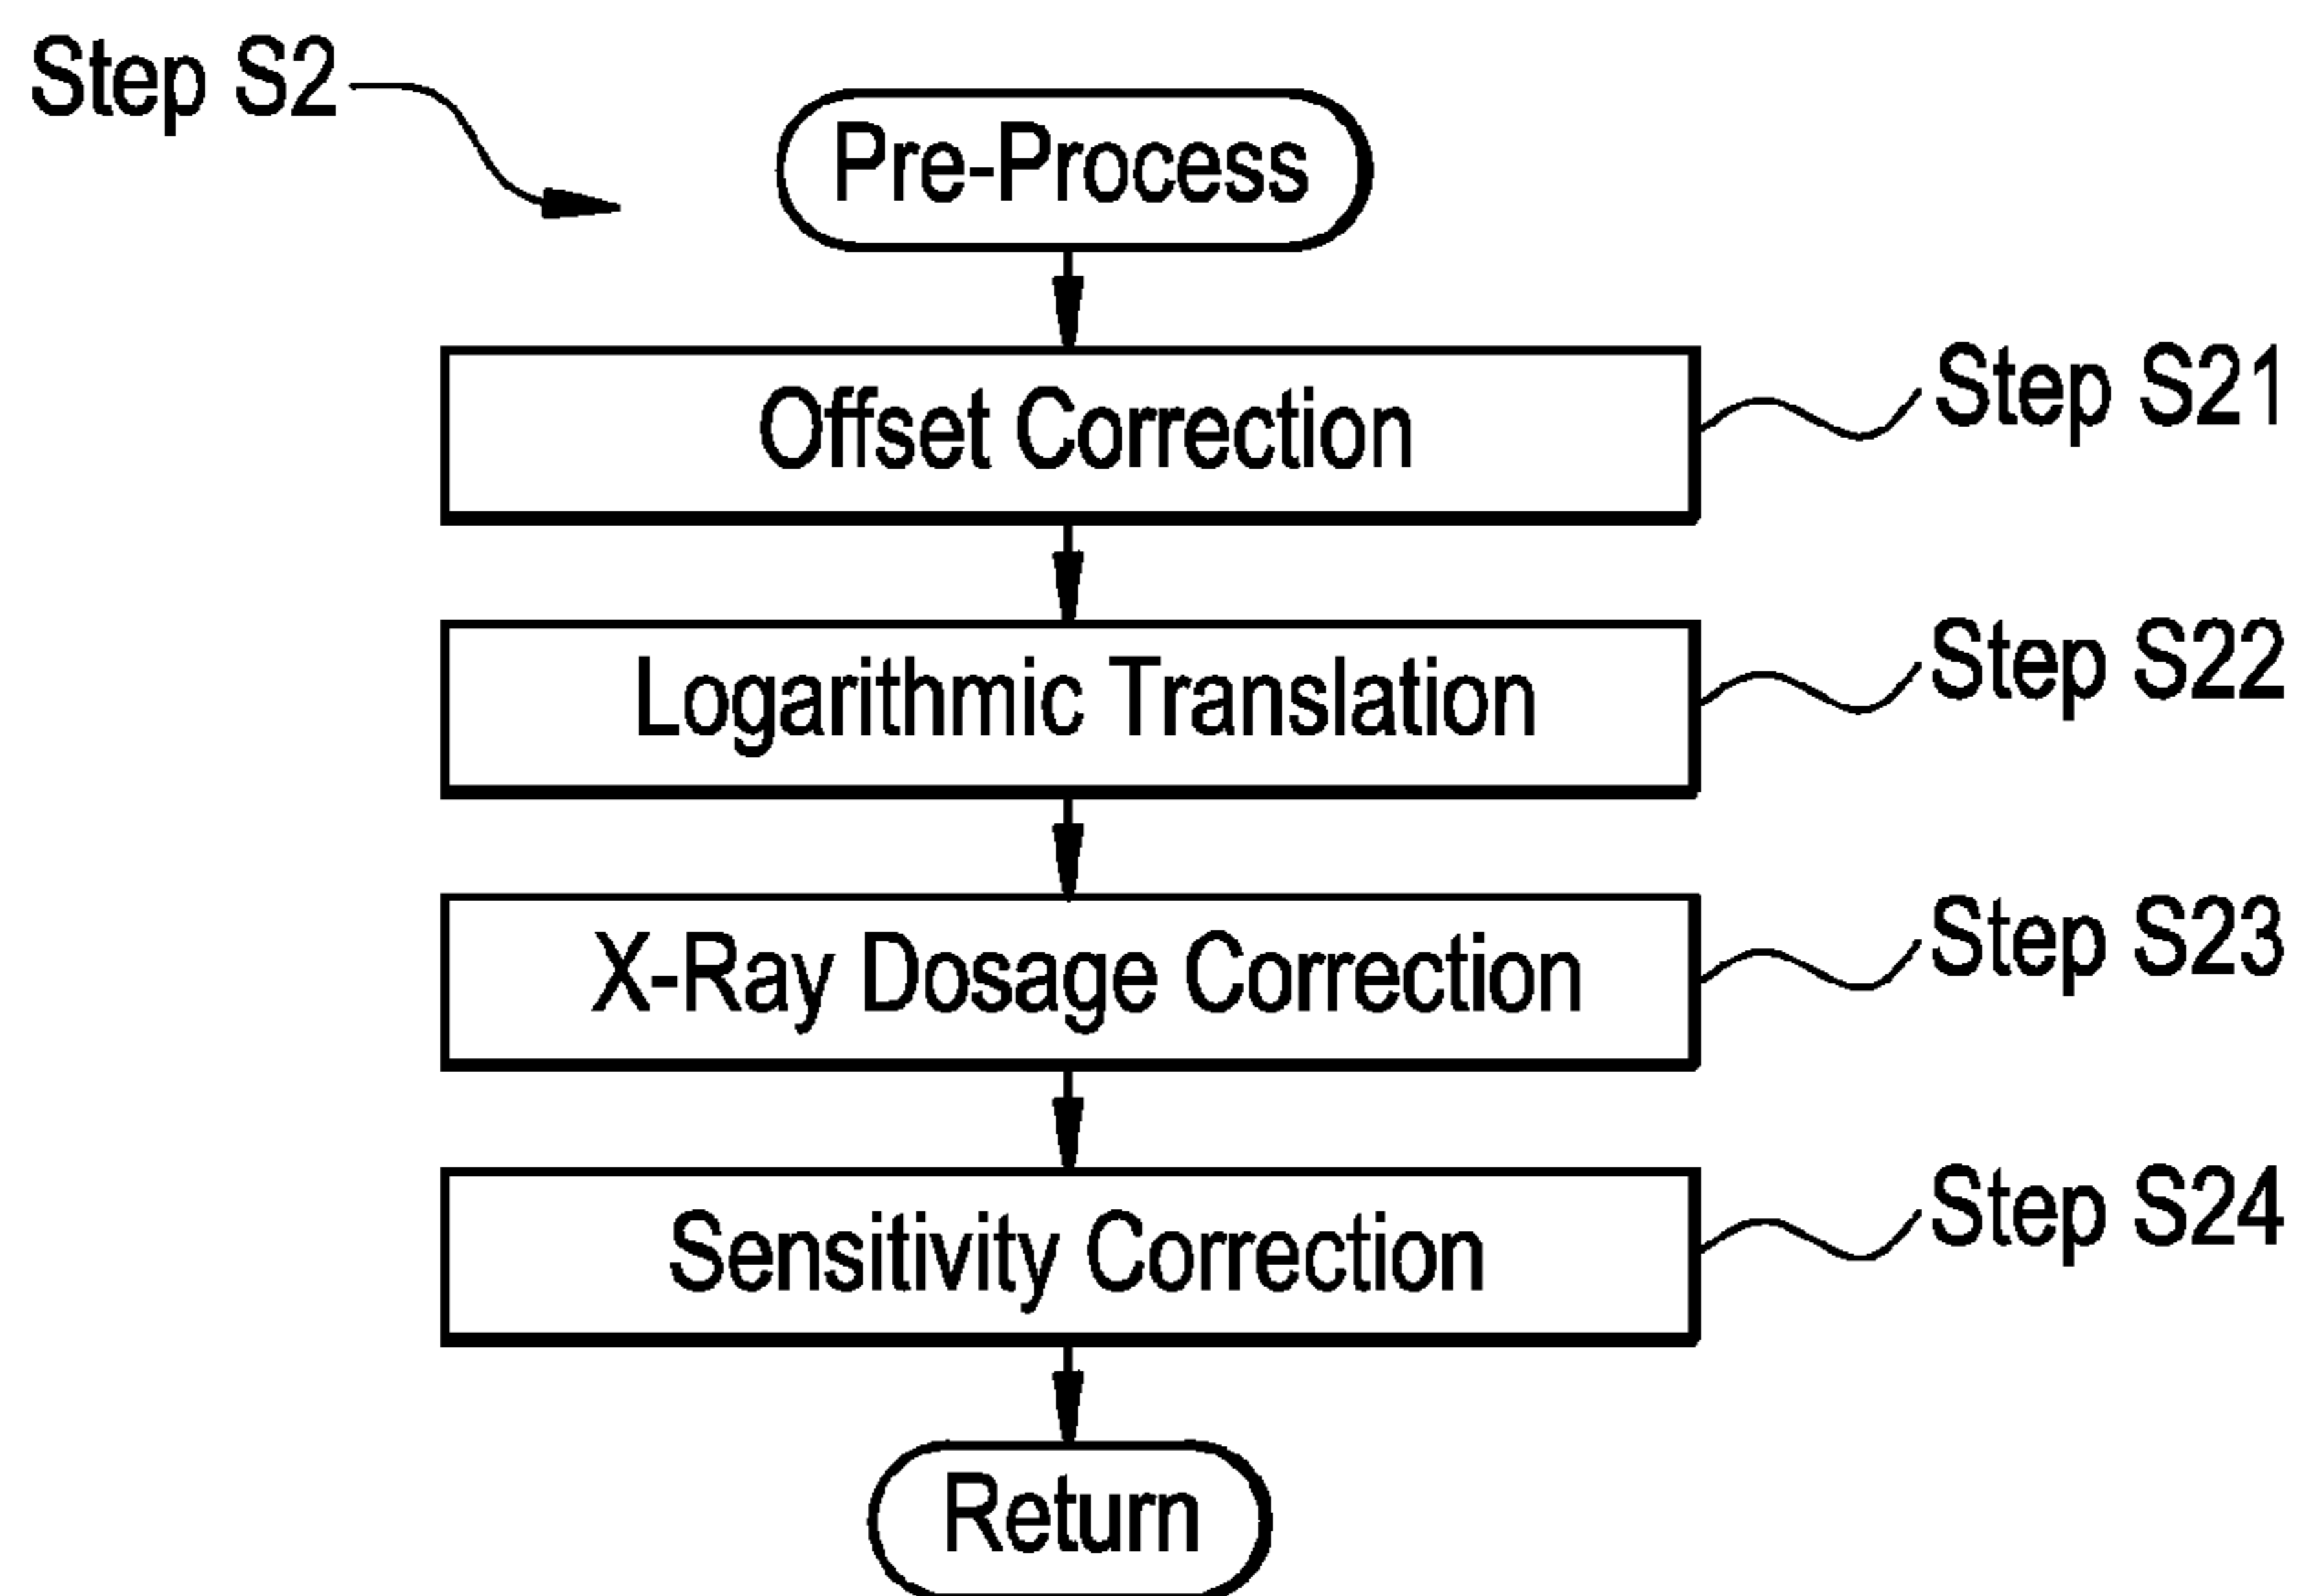 Step S2
Pre-Process
Offset Correction
Step S21
Logarithmic Translation
Step S22
X-Ray Dosage Correction
Step S23
Sensitivity Correction
Step S24
Return